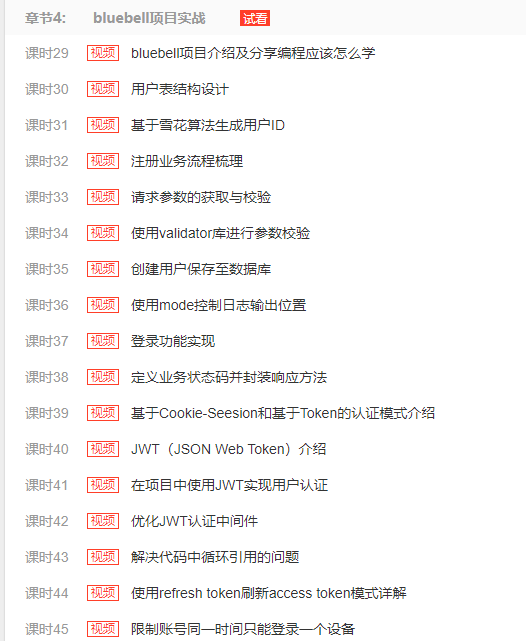 章节4: bluebell项目实战 试看
课时29 视频 bluebell项目介绍及分享编程应该怎么学
课时30 视频 用户表结构设计
课时31 视频 基于雪花算法生成用户ID
课时32 视频 注册业务流程梳理
课时33 视频 请求参数的获取与校验
课时34 视频 使用validator库进行参数校验
课时35 视频 创建用户保存至数据库
课时36 视频 使用mode控制日志输出位置
课时37 视频 登录功能实现
课时38 视频 定义业务状态码并封装响应方法
课时39 视频 基于Cookie-Seesion和基于Token的认证模式介绍
课时40 视频 JWT（JSON Web Token）介绍
课时41 视频 在项目中使用JWT实现用户认证
课时42 视频 优化JWT认证中间件
课时43 视频 解决代码中循环引用的问题
课时44 视频 使用refresh token刷新access token模式详解
课时45 视频 限制账号同一时间只能登录一个设备